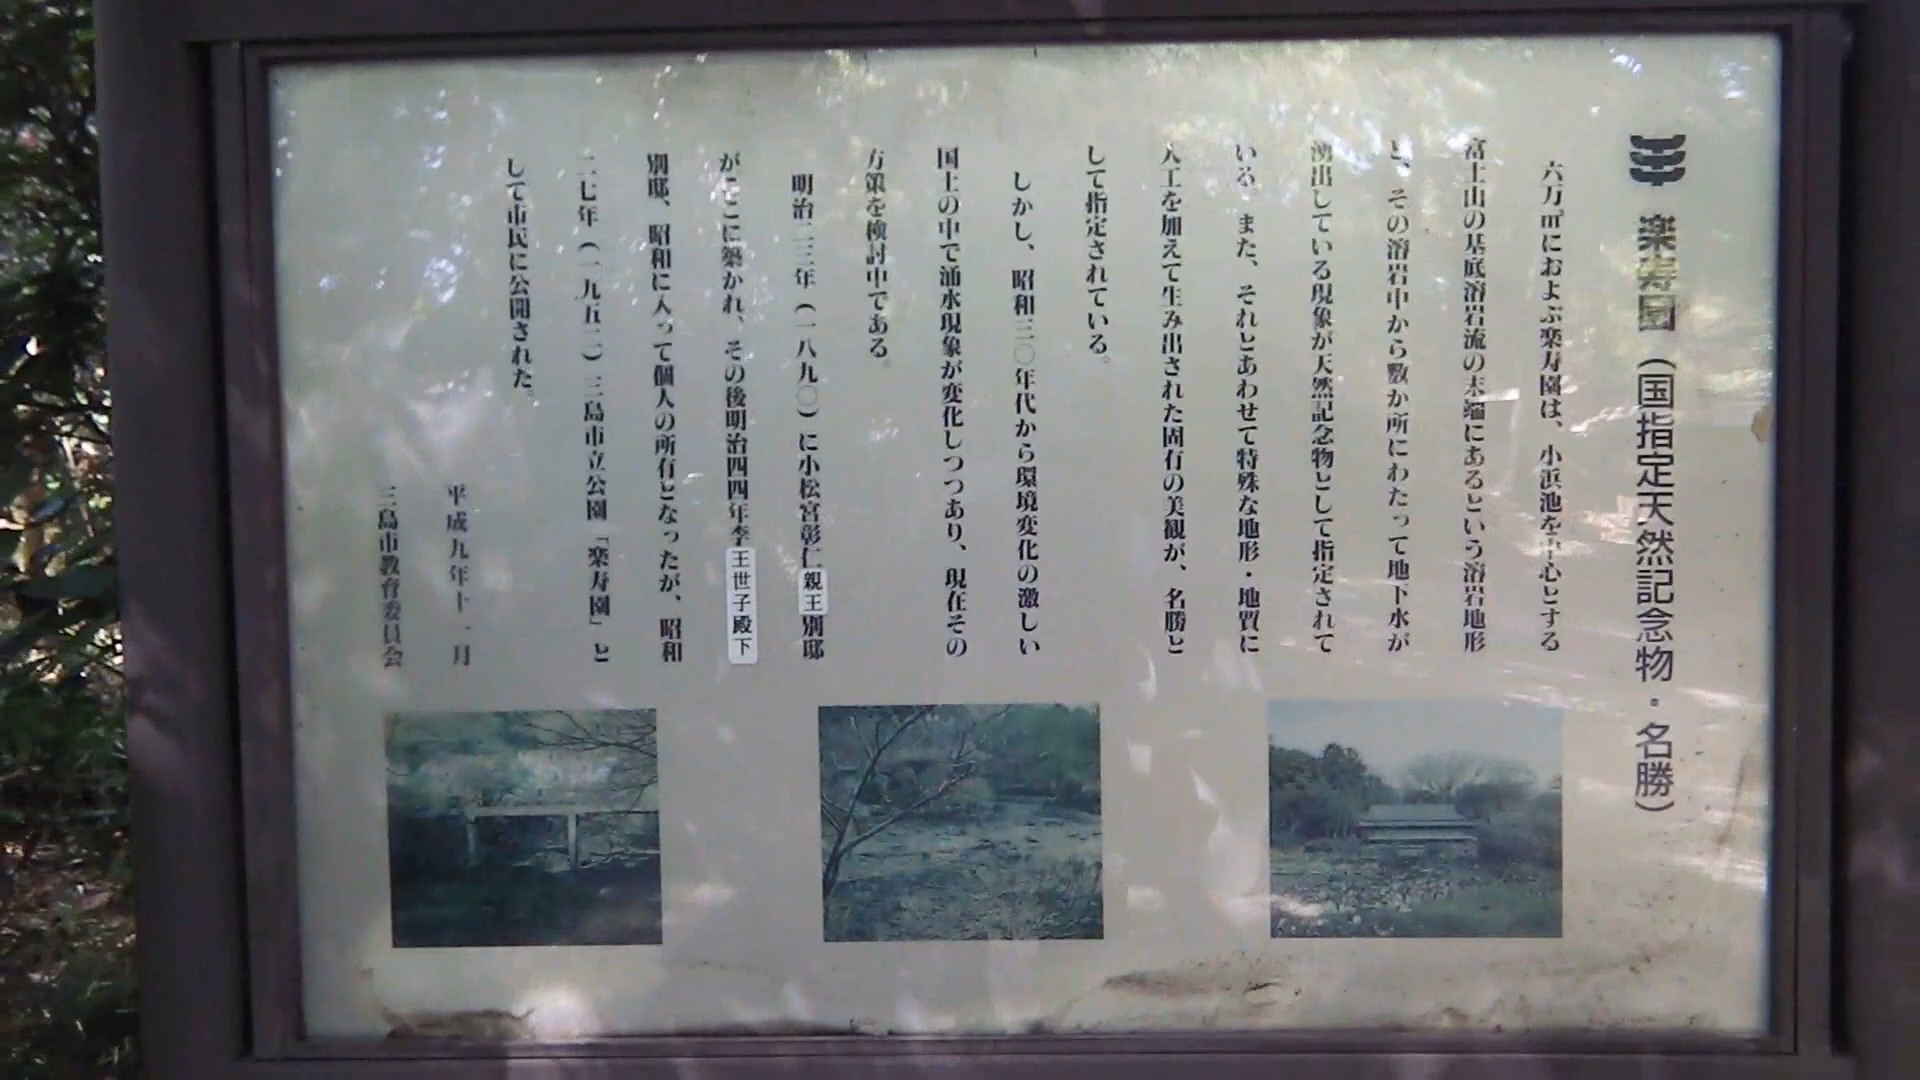 楽寿園（国指定天然記念物・名勝）
六万㎡におよぶ楽寿園は、小浜池を中心とする
富士山の基底溶岩流の末端にあるという溶岩地形
と、その溶岩中から数か所にわたって地下水が
湧出している現象が天然記念物として指定されて
いる。また、それとあわせて特殊な地形・地質に
人工を加えて生み出された固有の美観が、名勝と
して指定されている。
しかし、昭和三〇年代から環境変化の激しい
国土の中で涌水現象が変化しつつあり、現在その
方策を検討中である。
明治二三年（一八九〇）に小松宮彰仁親王別邸
がここに築かれ、その後明治四四年李王世子殿下
別邸、昭和に入って個人の所有となったが、昭和
二七年（一九五二）三島市立公園「楽寿園」と
して市民に公開された。
平成九年十一月
三島市教育委員会